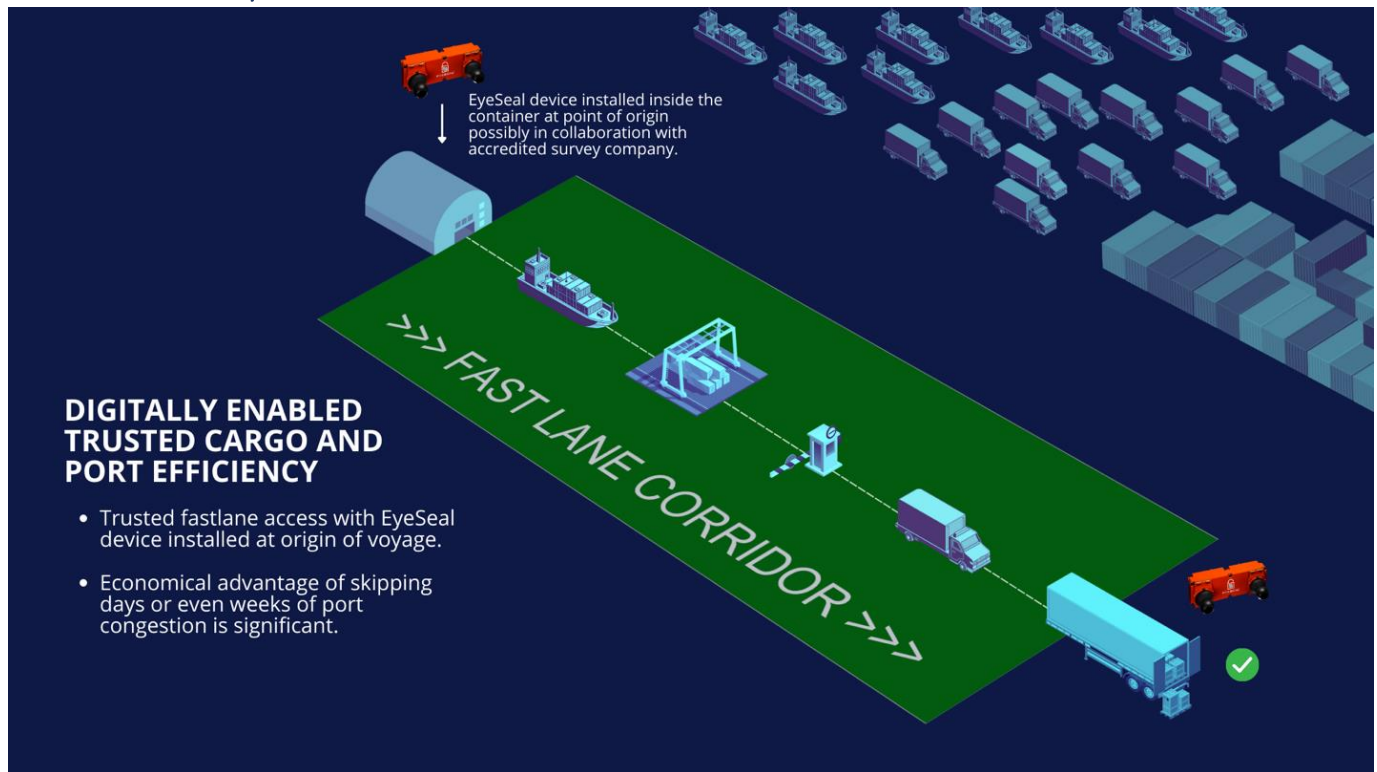 EyeSeal device installed inside the
container at point of origin
possibly in collaboration with
accredited survey company.
>>> FAST LANE CORRIDOR >>>
DIGITALLY ENABLED
TRUSTED CARGO AND
PORT EFFICIENCY
• Trusted fastlane access with EyeSeal
device installed at origin of voyage.
• Economical advantage of skipping
days or even weeks of port
congestion is significant.